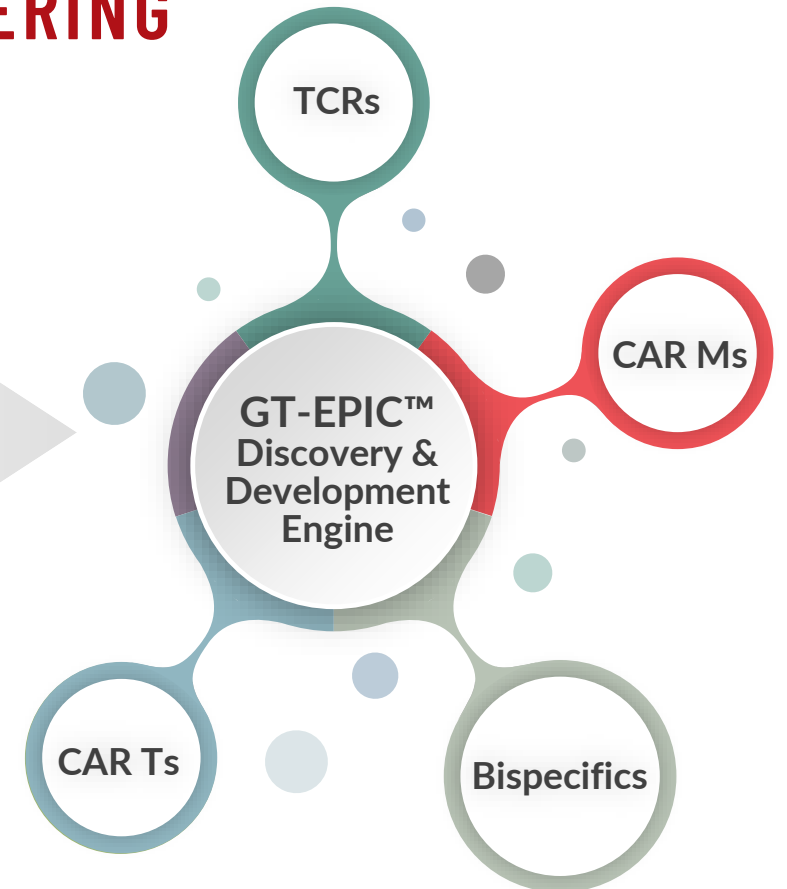 ERING
TCRs
CAR Ms
GT-EPIC™
Discovery &
Development
Engine
CAR Ts
Bispecifics